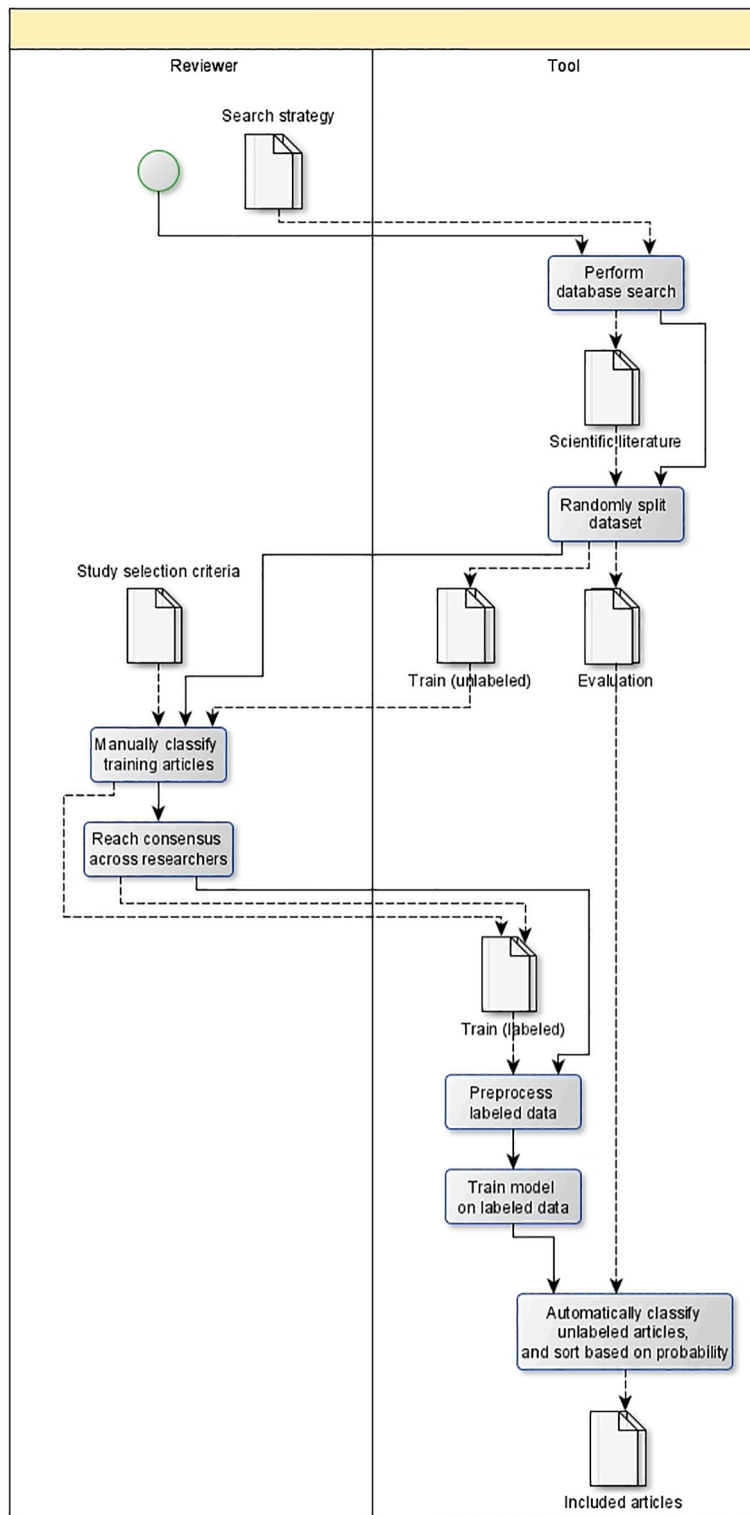 Reviewer
Tool
Search strategy
Perform
database search
Scientific literature
Randomly split
dataset
Study selection criteria
Train (unlabeled)
Evaluation
Manually classify
training articles
Reach consensus
across researchers
Train (labeled)
Preprocess
labeled data
Train model
on labeled data
Automatically classify
unlabeled articles,
and sort based on probability
Included articles